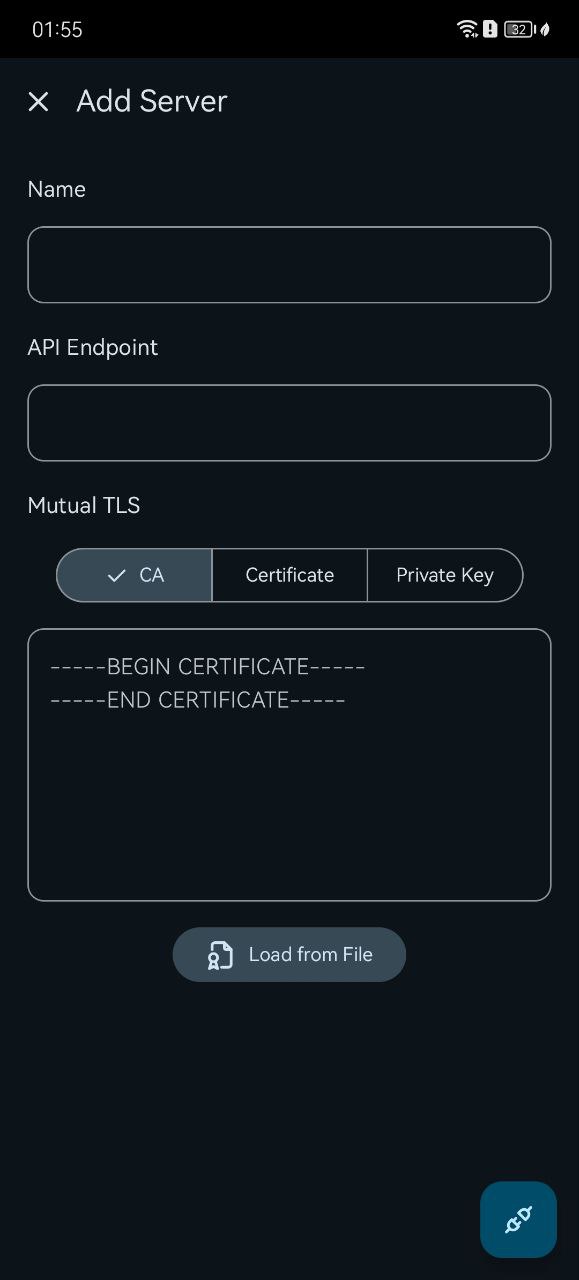 01:55
32
Add Server
Name
API Endpoint
Mutual TLS
CA
Certificate
Private Key
-----BEGIN CERTIFICATE-----
-----END CERTIFICATE-----
Load from File